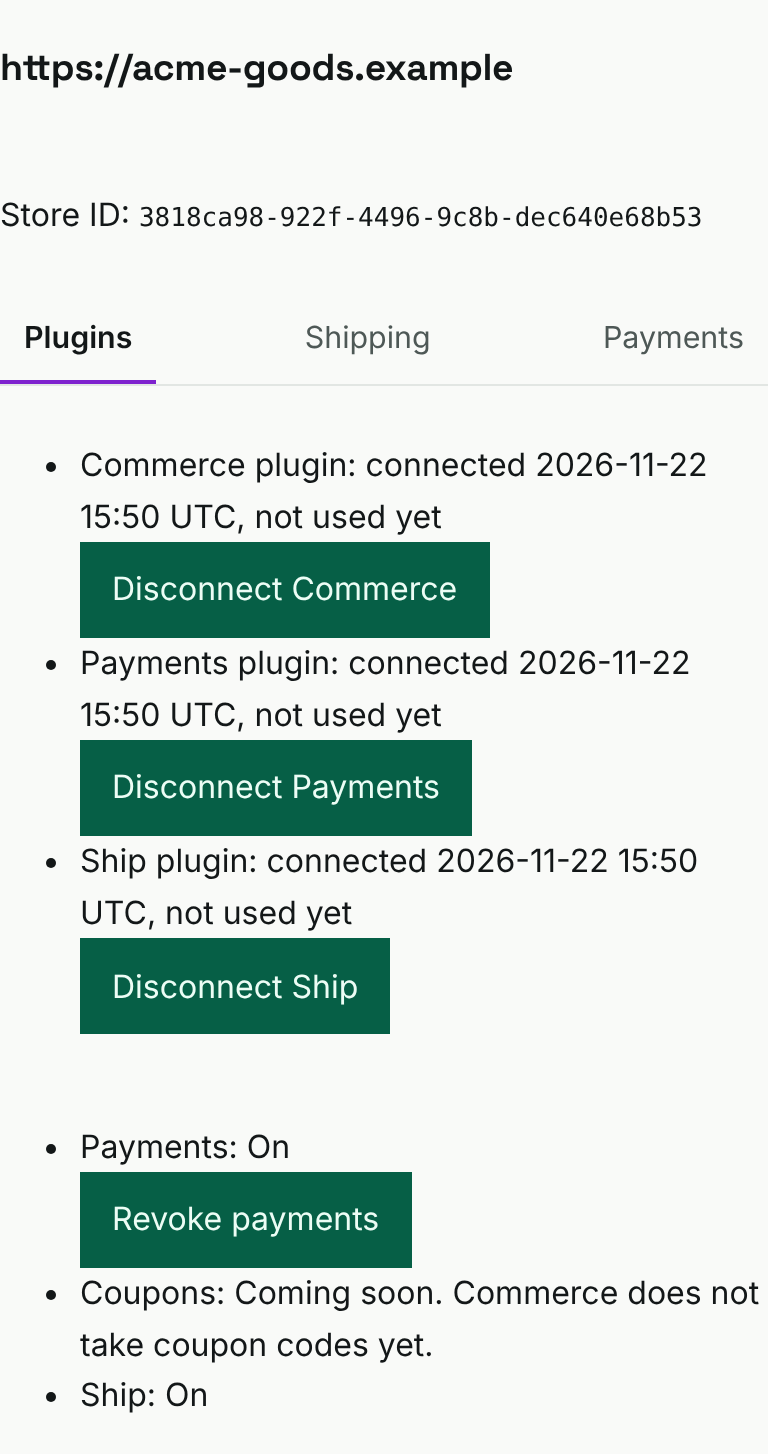 https://acme-goods.example
Store ID: 3818ca98-922f-4496-9c8b-dec640e68b53
Plugins Shipping Payments
• Commerce plugin: connected 2026-11-22
15:50 UTC, not used yet
Disconnect Commerce
• Payments plugin: connected 2026-11-22
15:50 UTC, not used yet
Disconnect Payments
• Ship plugin: connected 2026-11-22 15:50
UTC, not used yet
Disconnect Ship
• Payments: On
Revoke payments
• Coupons: Coming soon. Commerce does not
take coupon codes yet.
• Ship: On